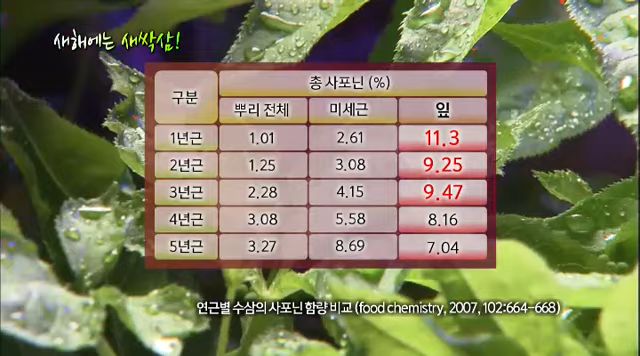 새해에는 새싹삼!
구분 총 사포닌 (%)
뿌리 전체 미세근 잎
1년근 1.01 2.61 11.3
2년근 1.25 3.08 9.25
3년근 2.28 4.15 9.47
4년근 3.08 5.58 8.16
5년근 3.27 8.69 7.04
연근별 수삼의 사포닌 함량 비교 (food chemistry, 2007, 102:664-668)